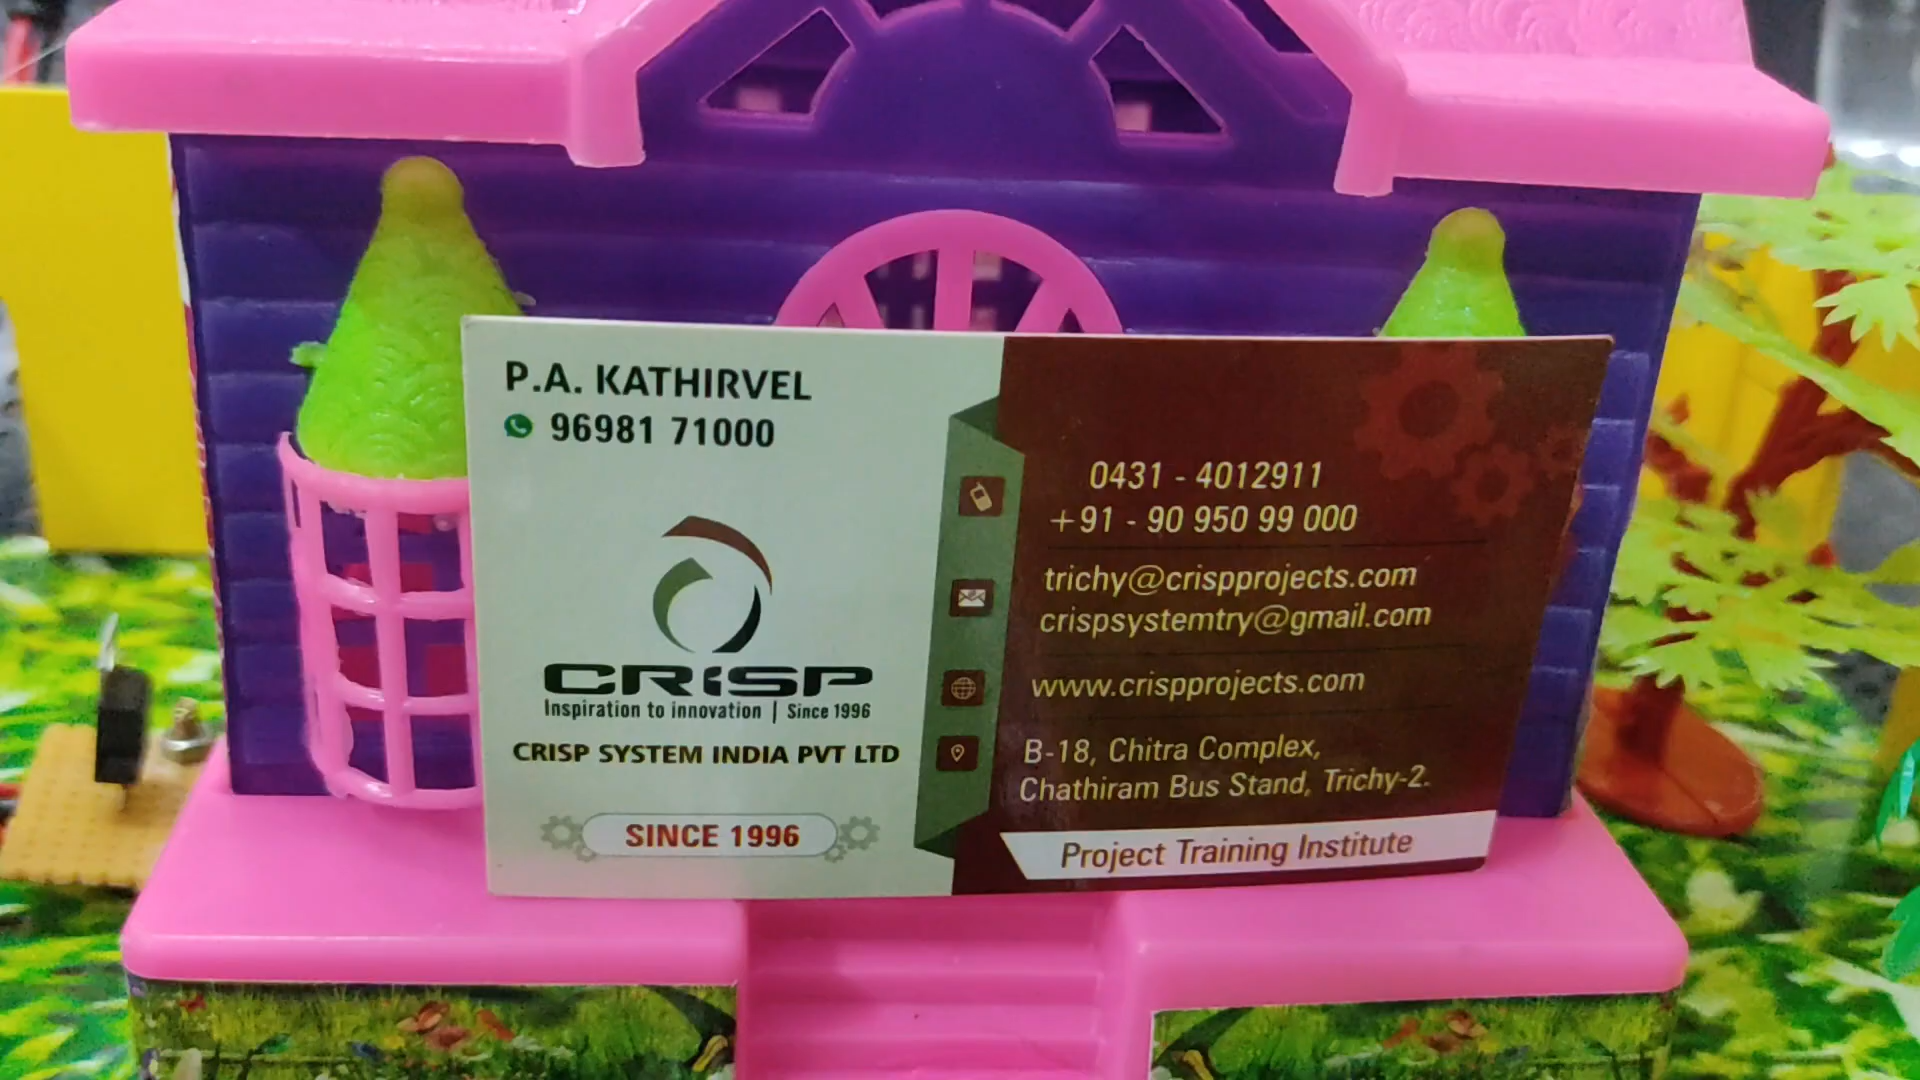 P.A. KATHIRVEL
96981 71000
CRISP
Inspiration to innovation | Since 1996
CRISP SYSTEM INDIA PVT LTD
SINCE 1996
0431 - 4012911
+91 - 90 950 99 000
trichy@crispprojects.com
crispsystemtry@gmail.com
www.crispprojects.com
B-18, Chitra Complex,
Chathiram Bus Stand, Trichy-2.
Project Training Institute